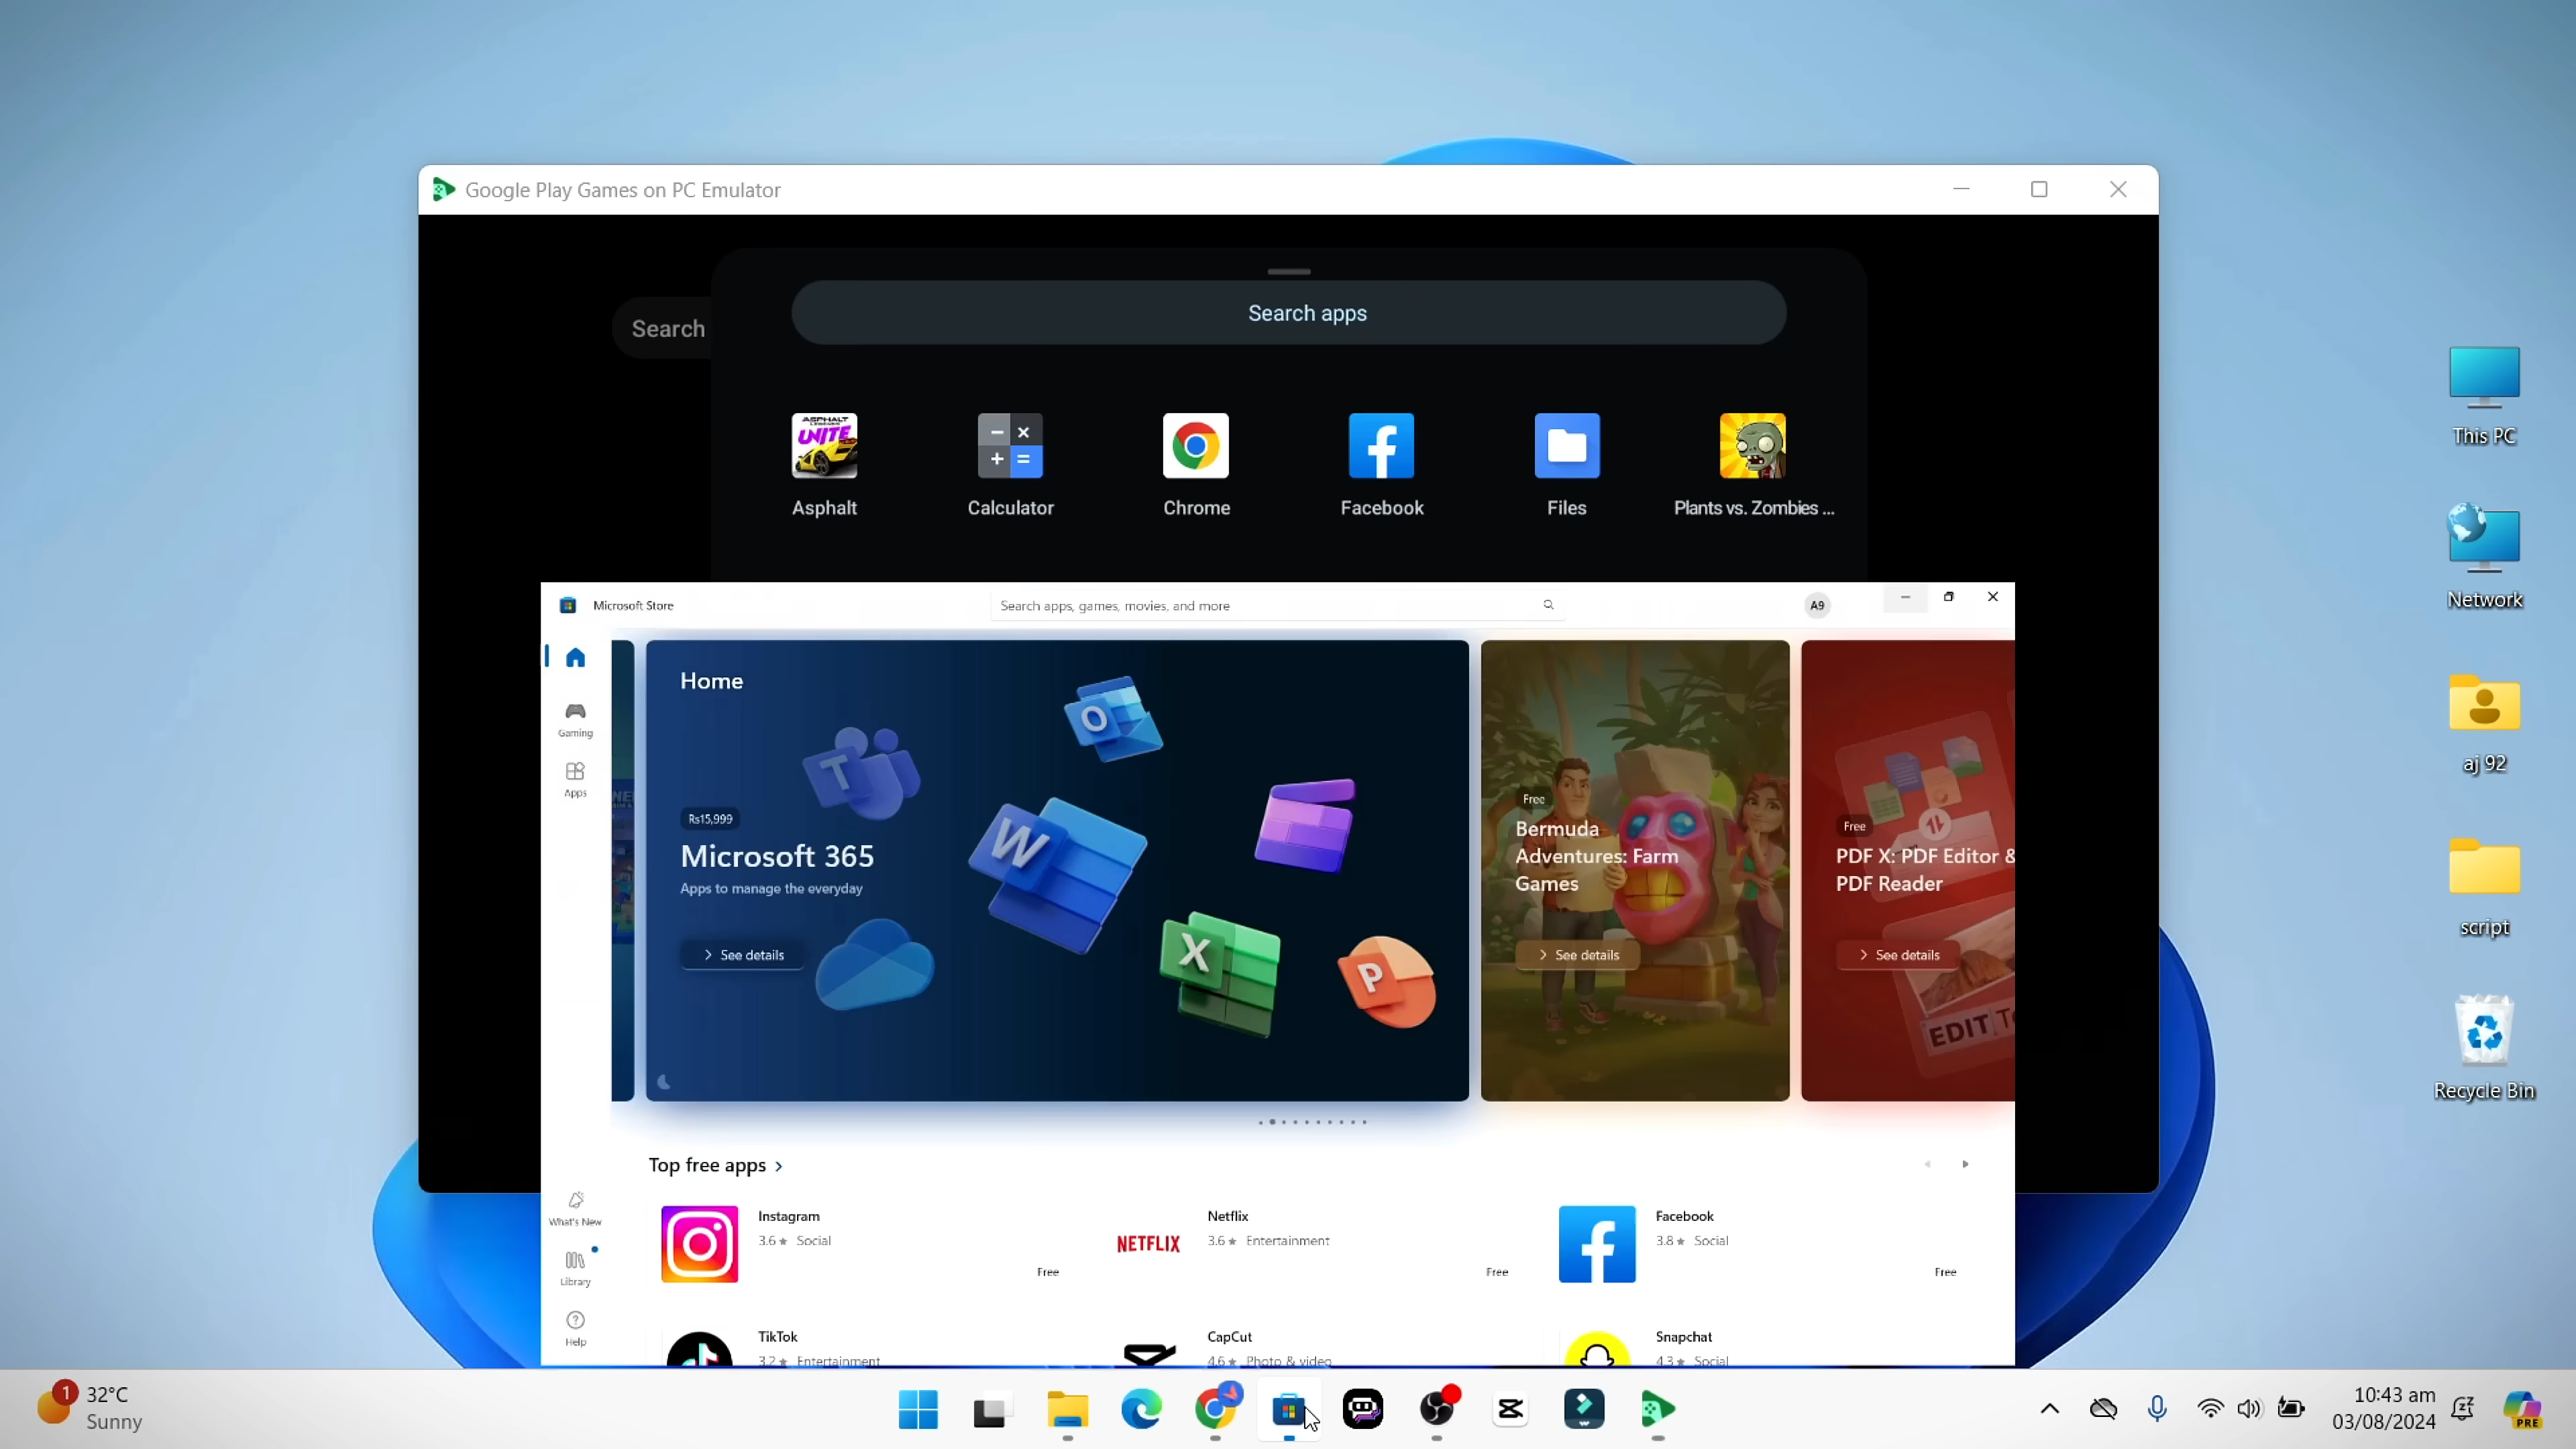 Google Play Games on PC Emulator
Search
Search apps
Asphalt
Calculator
Chrome
Facebook
Files
Plants vs. Zombies ...
Microsoft Store
Search apps, games, movies, and more
A9
Gaming
Apps
What's New
Library
Help
Home
Rs15,999
Microsoft 365
Apps to manage the everyday
See details
Free
Bermuda
Adventures: Farm
Games
See details
Free
PDF X: PDF Editor &
PDF Reader
See details
EDIT
Top free apps
Instagram
3.6 ★ Social
Free
NETFLIX
Netflix
3.6 ★ Entertainment
Free
Facebook
3.8 ★ Social
Free
TikTok
3.2 ★ Entertainment
CapCut
4.6 ★ Photo & video
Snapchat
4.3 ★ Social
This PC
Network
aj 92
script
Recycle Bin
1
32°C
Sunny
10:43 am
03/08/2024
PRE